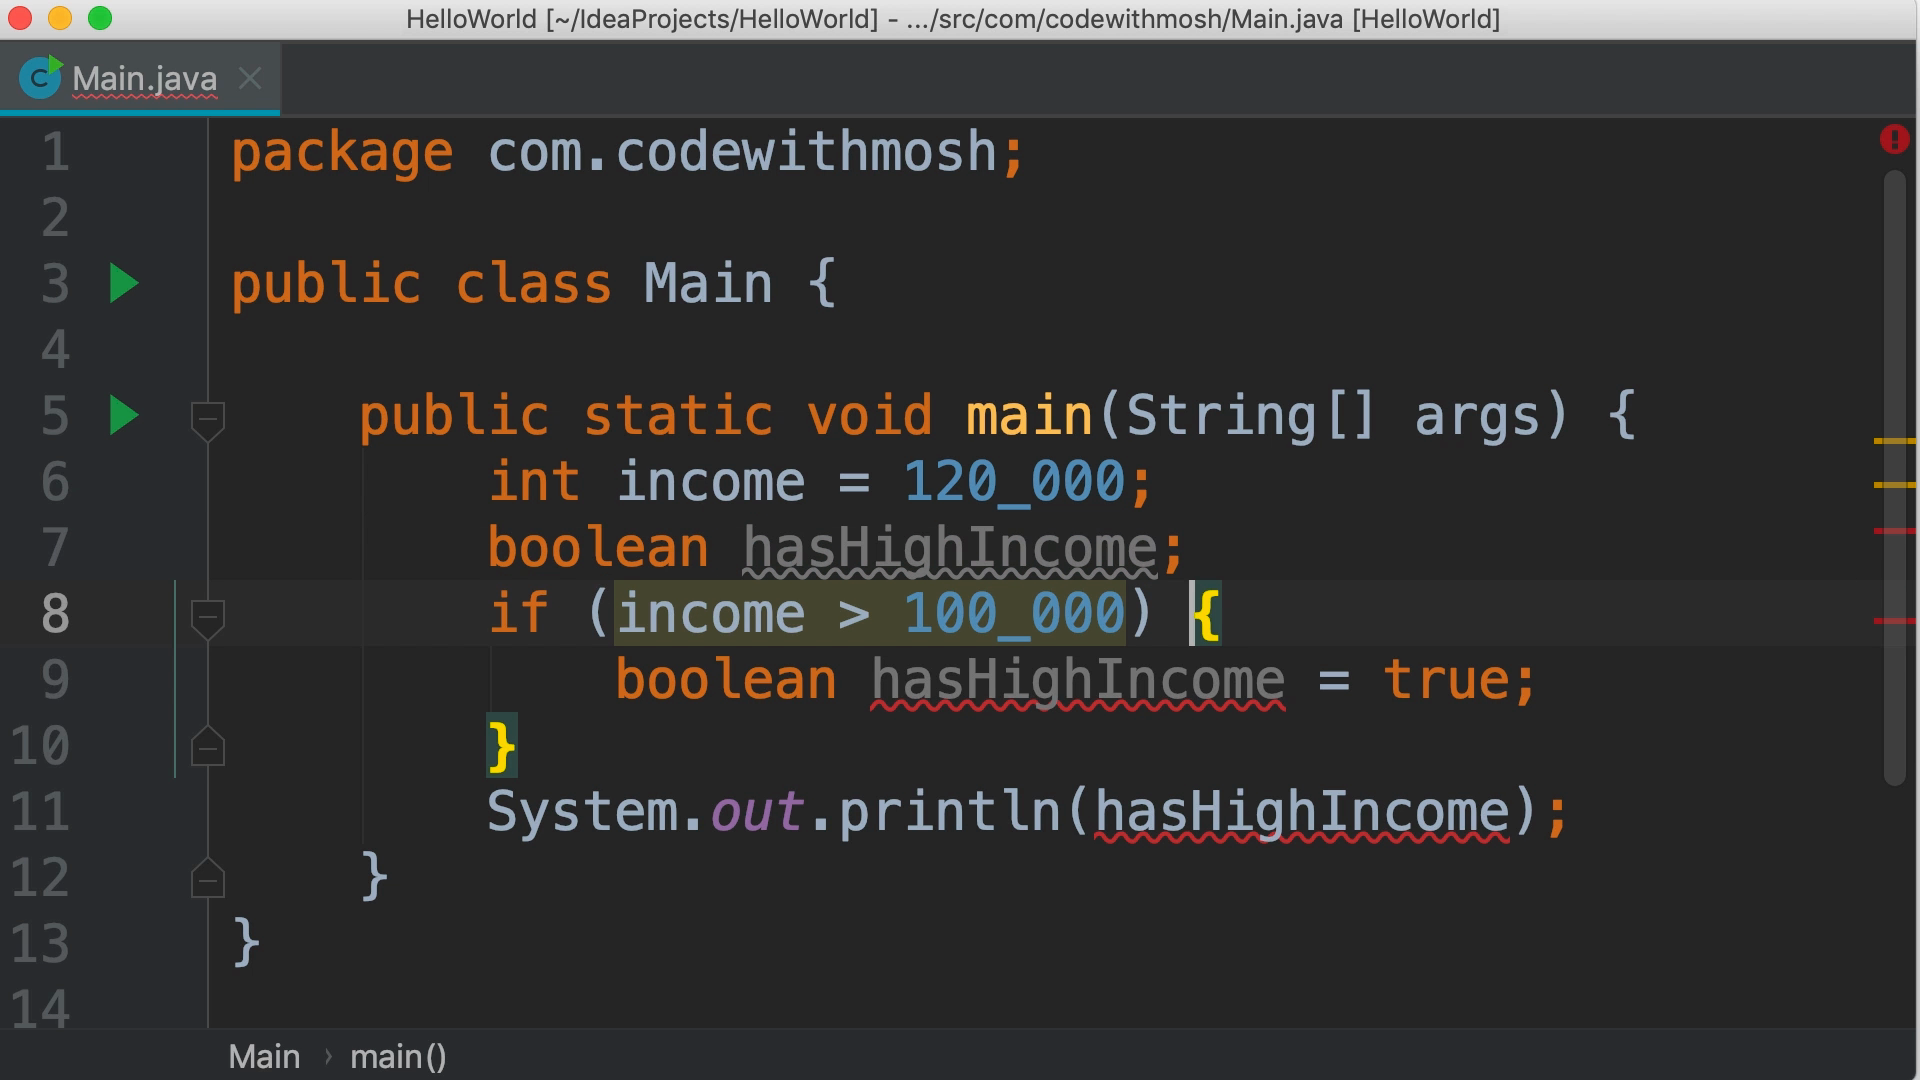 HelloWorld [~/IdeaProjects/HelloWorld] - .../src/com/codewithmosh/Main.java [HelloWorld]
C Main.java
1 package com.codewithmosh;
2
3 public class Main {
4
5 public static void main(String[] args) {
6 int income = 120_000;
7 boolean hasHighIncome;
8 if (income > 100_000) {
9 boolean hasHighIncome = true;
10 }
11 System.out.println(hasHighIncome);
12 }
13 }
14
Main › main()